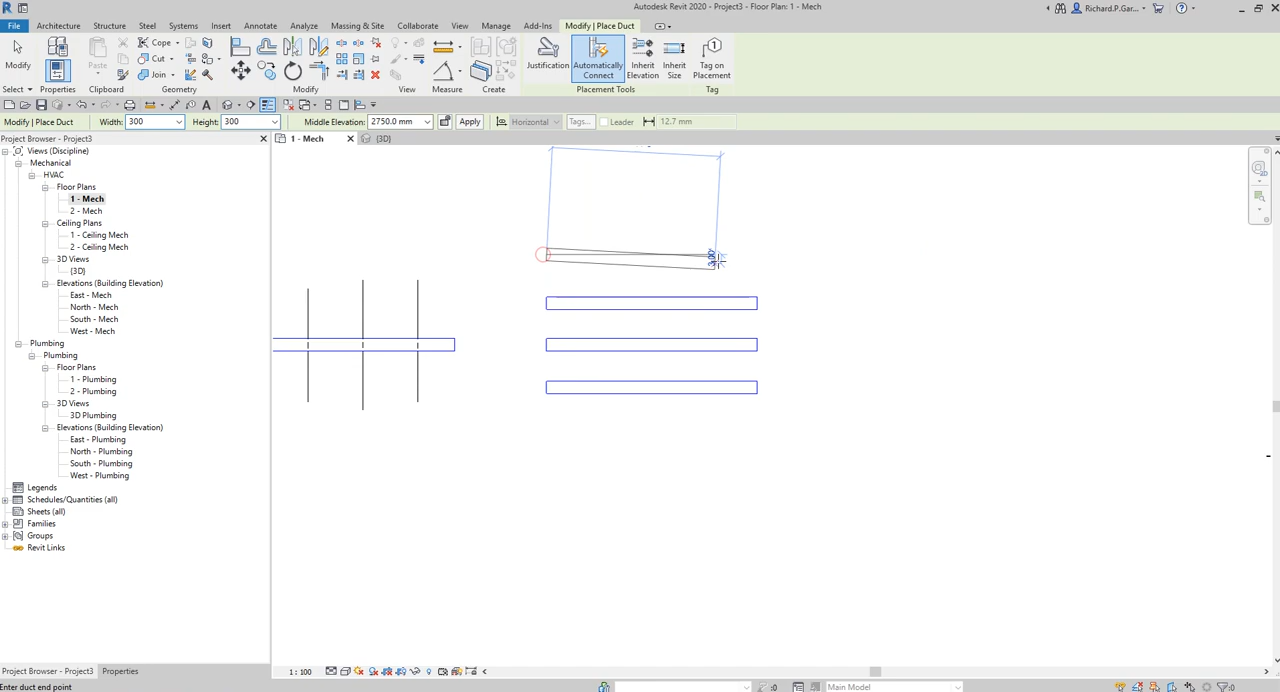 Autodesk Revit 2020 - Project3 - Floor Plan: 1 - Mech
Richard.P.Gar...
File Architecture Structure Steel Systems Insert Annotate Analyze Massing & Site Collaborate View Manage Add-Ins Modify | Place Duct
Modify
Paste
Cope
Cut
Join
Justification
Automatically Connect
Inherit Elevation
Inherit Size
Tag on Placement
Select Properties Clipboard Geometry Modify View Measure Create Placement Tools Tag
Modify | Place Duct Width: 300 Height: 300 Middle Elevation: 2750.0 mm Apply Horizontal Tags... Leader 12.7 mm
Project Browser - Project3
1 - Mech {3D}
Views (Discipline)
Mechanical
HVAC
Floor Plans
1 - Mech
2 - Mech
Ceiling Plans
1 - Ceiling Mech
2 - Ceiling Mech
3D Views
{3D}
Elevations (Building Elevation)
East - Mech
North - Mech
South - Mech
West - Mech
Plumbing
Plumbing
Floor Plans
1 - Plumbing
2 - Plumbing
3D Views
3D Plumbing
Elevations (Building Elevation)
East - Plumbing
North - Plumbing
South - Plumbing
West - Plumbing
Legends
Schedules/Quantities (all)
Sheets (all)
Families
Groups
Revit Links
Project Browser - Project3 Properties
1 : 100
Enter duct end point
:0
Main Model
:0